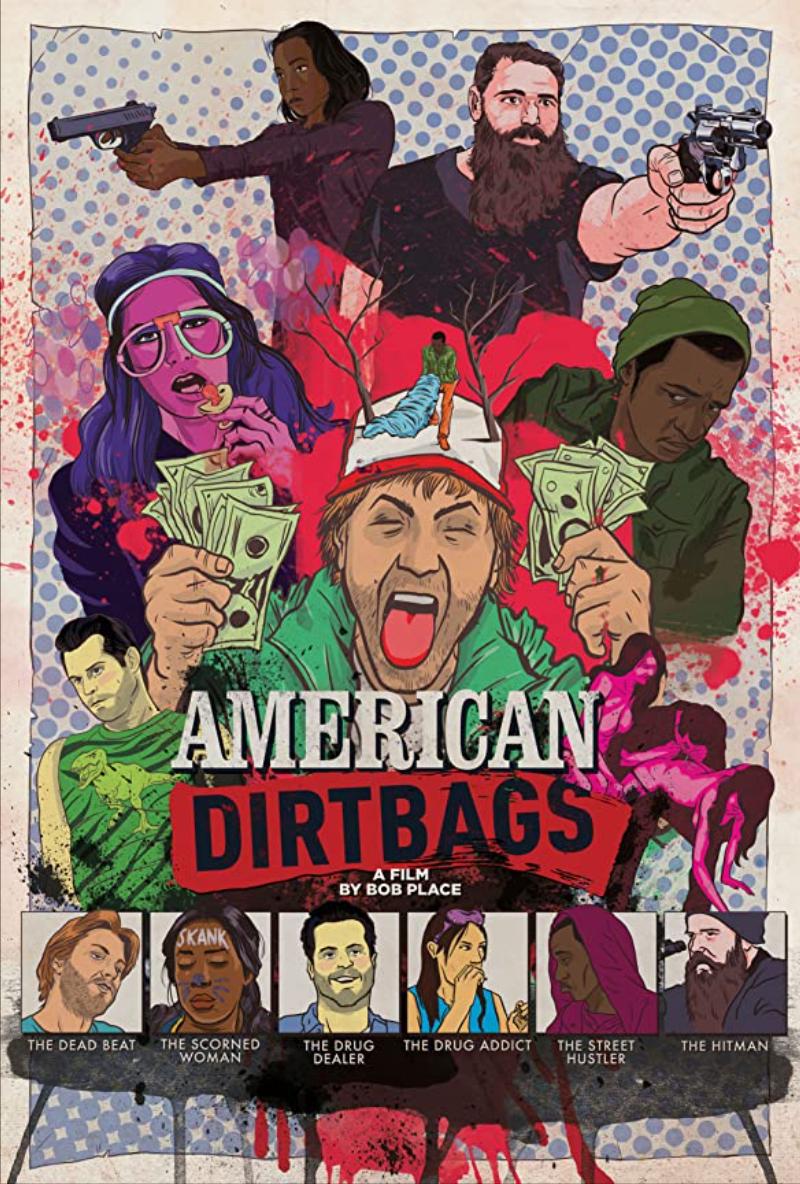 AMERICAN
DIRTBAGS
A FILM
BY BOB PLACE
SKANK
THE DEAD BEAT
THE SCORNED
WOMAN
THE DRUG
DEALER
THE DRUG ADDICT
THE STREET
HUSTLER
THE HITMAN